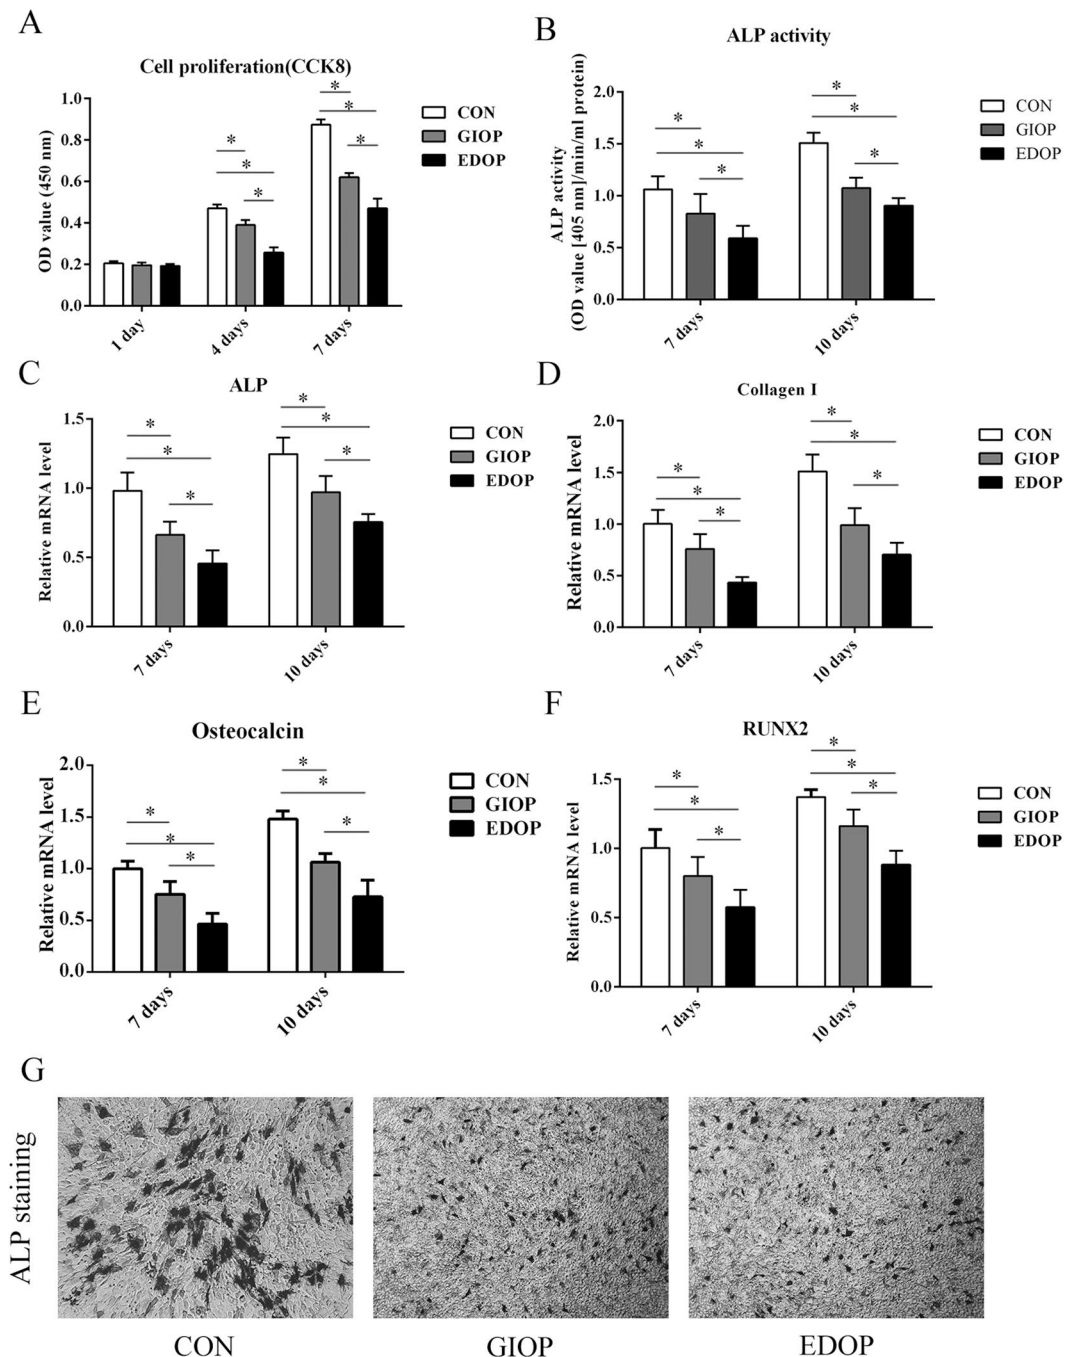 A
Cell proliferation(CCK8)
OD value (450 nm)
1.0
0.8
0.6
0.4
0.2
0.0
* * *
* * *
1 day
4 days
7 days
CON
GIOP
EDOP
B
ALP activity
ALP activity
(OD value [405 nm]/min/ml protein)
2.0
1.5
1.0
0.5
0.0
* * *
* * *
7 days
10 days
CON
GIOP
EDOP
C
ALP
Relative mRNA level
1.5
1.0
0.5
0.0
* * *
* * *
7 days
10 days
CON
GIOP
EDOP
D
Collagen I
Relative mRNA level
2.0
1.5
1.0
0.5
0.0
* * *
* * *
7 days
10 days
CON
GIOP
EDOP
E
Osteocalcin
Relative mRNA level
2.0
1.5
1.0
0.5
0.0
* * *
* * *
7 days
10 days
CON
GIOP
EDOP
F
RUNX2
Relative mRNA level
1.5
1.0
0.5
0.0
* * *
* * *
7 days
10 days
CON
GIOP
EDOP
G
ALP staining
CON
GIOP
EDOP